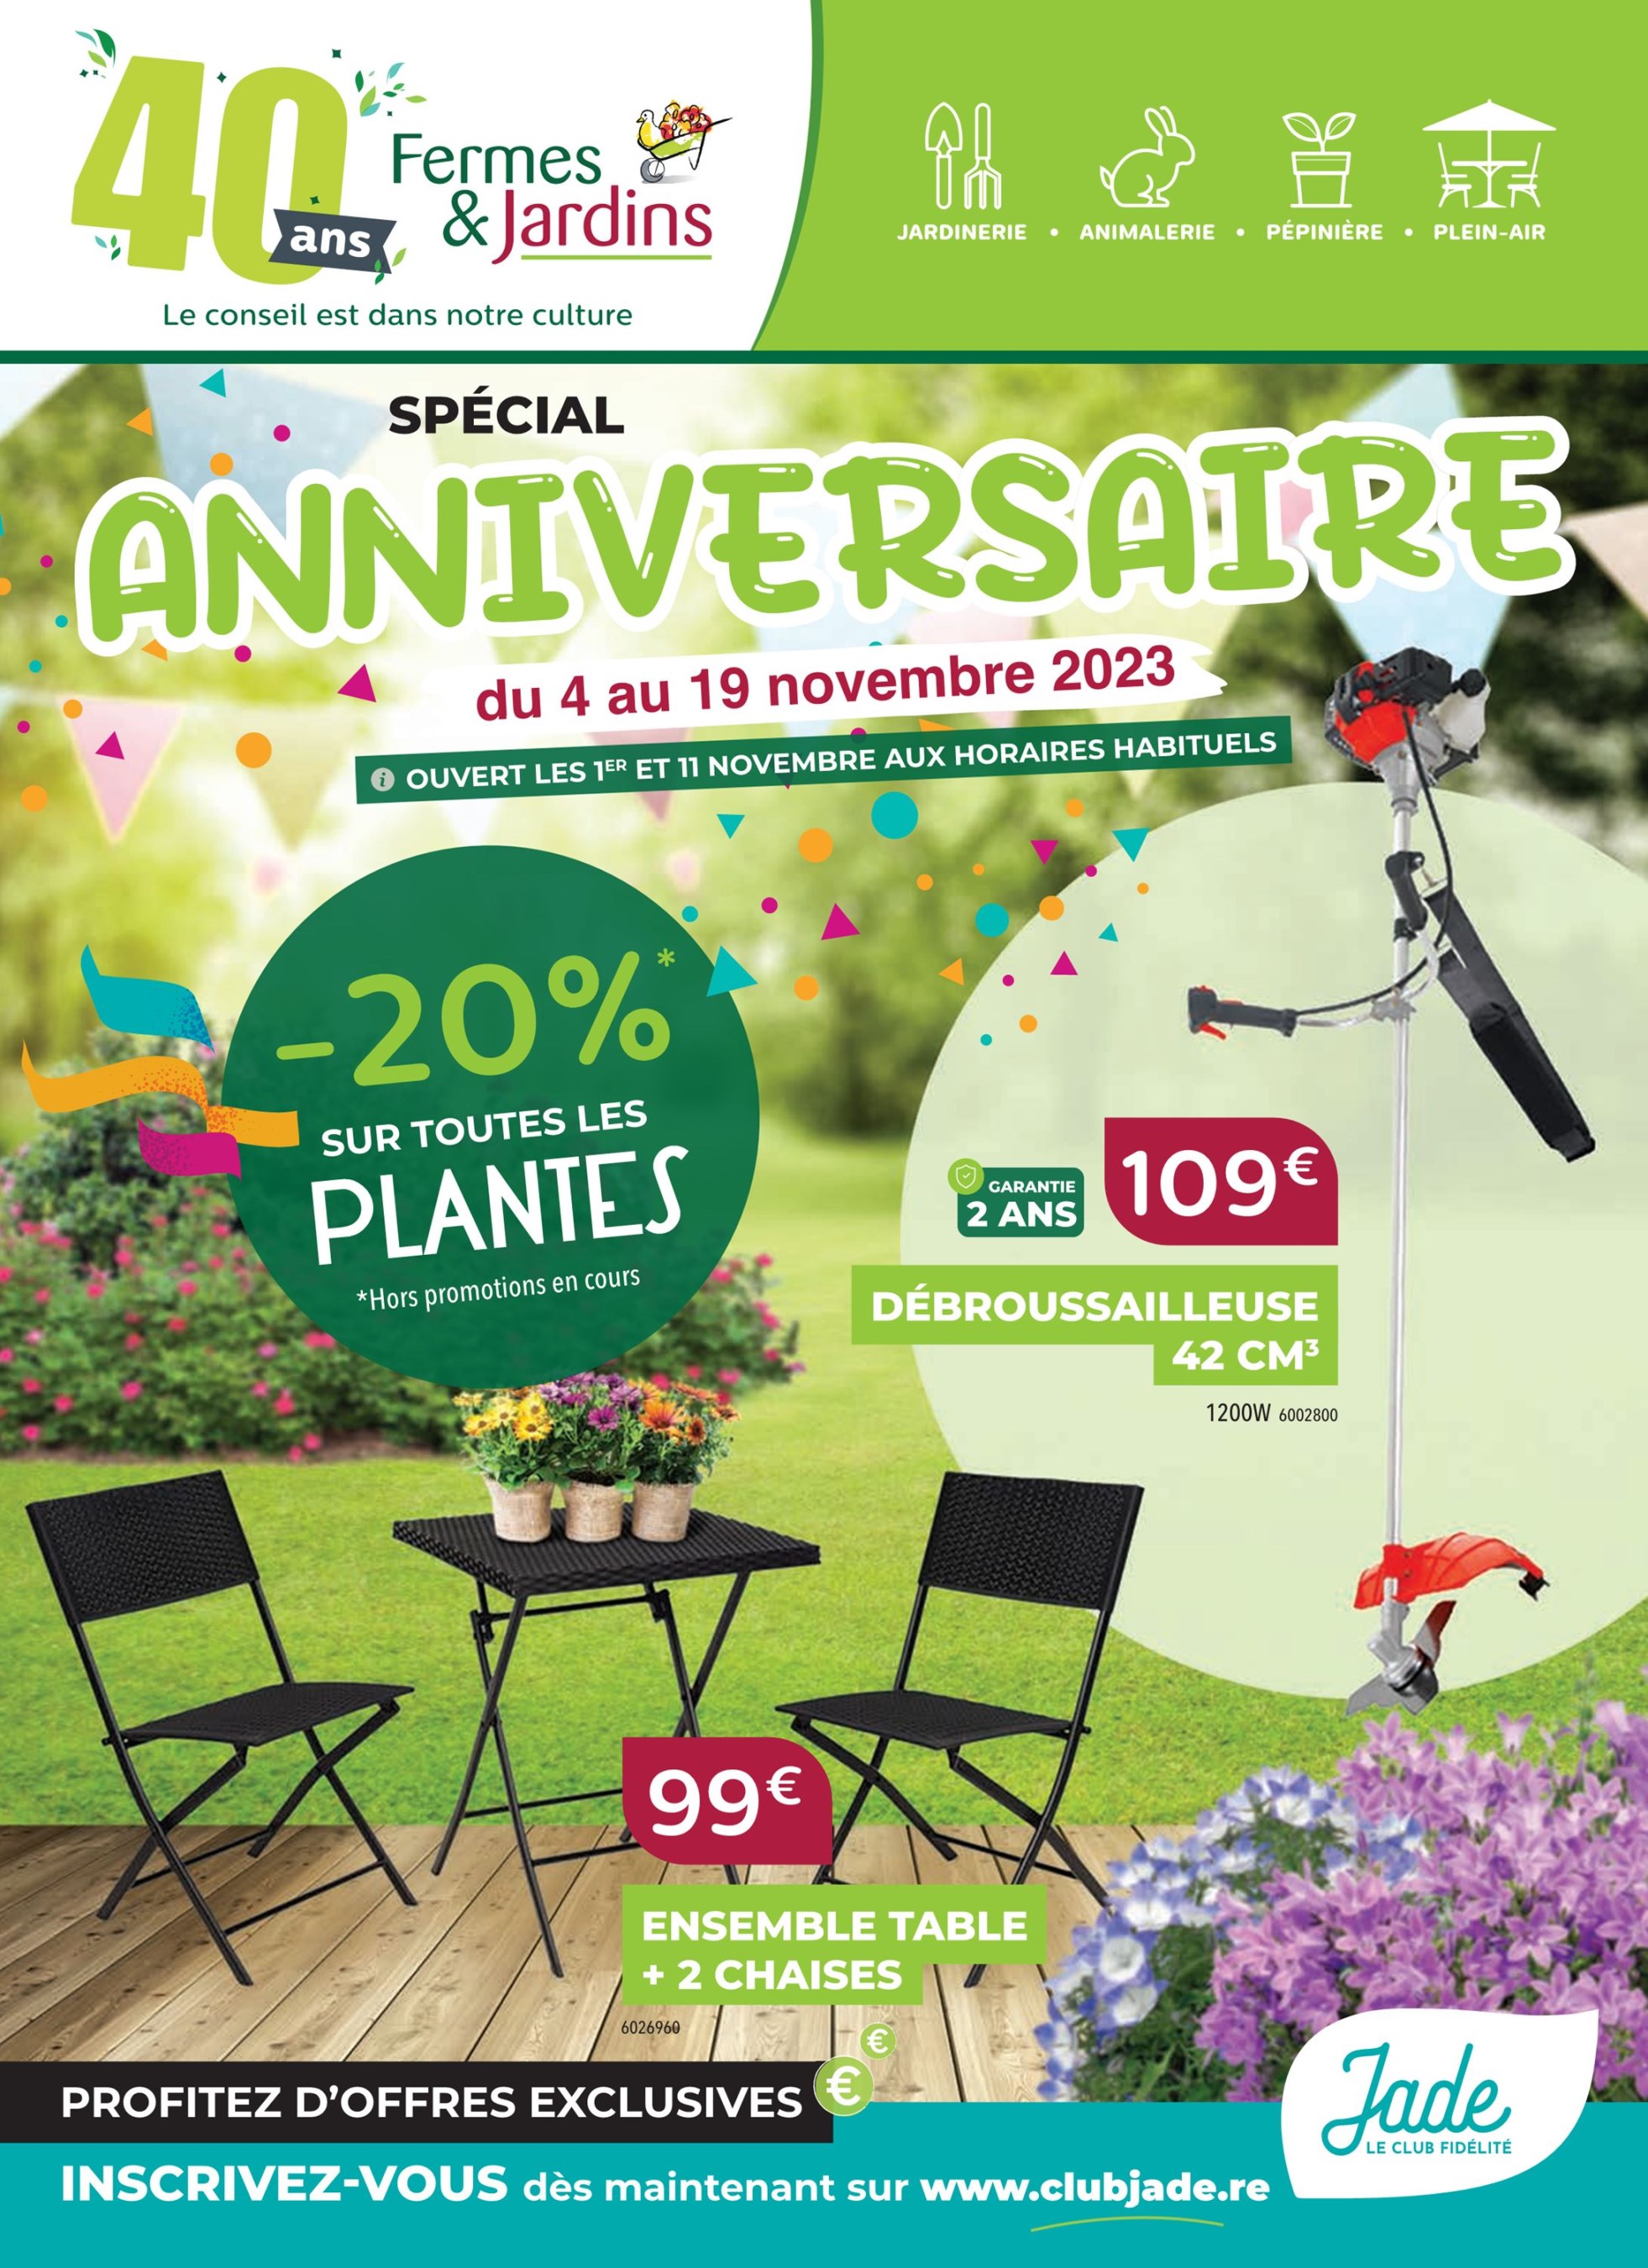 40 ans
Fermes
& Jardins
Le conseil est dans notre culture
JARDINERIE • ANIMALERIE • PÉPINIÈRE • PLEIN-AIR
SPÉCIAL
ANNIVERSAIRE
du 4 au 19 novembre 2023
i OUVERT LES 1ER ET 11 NOVEMBRE AUX HORAIRES HABITUELS
-20%*
SUR TOUTES LES
PLANTES
*Hors promotions en cours
GARANTIE
2 ANS
109€
DÉBROUSSAILLEUSE
42 CM³
1200W 6002800
99€
ENSEMBLE TABLE
+ 2 CHAISES
6026960
€
PROFITEZ D'OFFRES EXCLUSIVES €
INSCRIVEZ-VOUS dès maintenant sur www.clubjade.re
Jade
LE CLUB FIDÉLITÉ